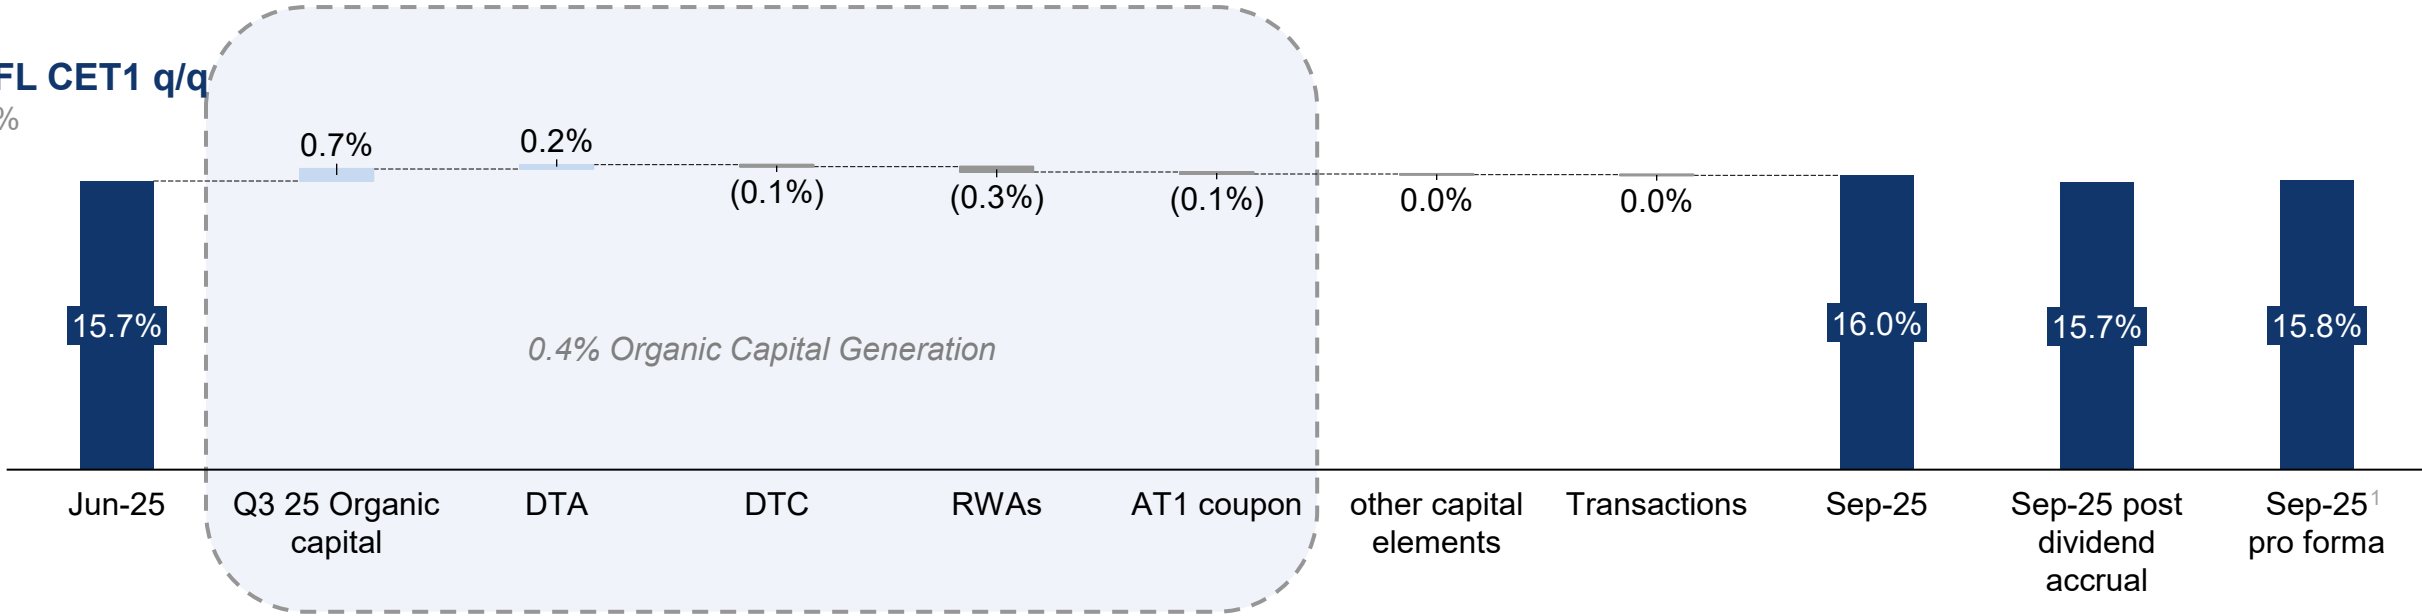 FL CET1 q/q
%
0.7%
0.2%
(0.1%)
(0.3%)
(0.1%)
0.0%
0.0%
15.7%
16.0%
15.7%
15.8%
0.4% Organic Capital Generation
Jun-25
Q3 25 Organic
capital
DTA
DTC
RWAs
AT1 coupon
other capital
elements
Transactions
Sep-25
Sep-25 post
dividend
accrual
Sep-25¹
pro forma